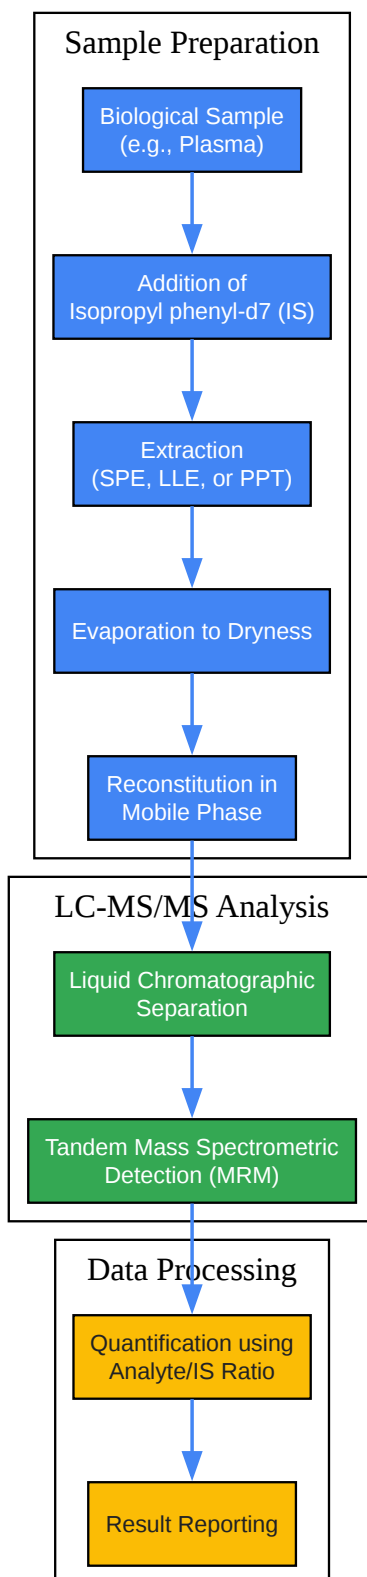 Sample Preparation
Biological Sample
(e.g., Plasma)
Addition of
Isopropyl phenyl-d7 (IS)
Extraction
(SPE, LLE, or PPT)
Evaporation to Dryness
Reconstitution in
Mobile Phase
LC-MS/MS Analysis
Liquid Chromatographic
Separation
Tandem Mass Spectrometric
Detection (MRM)
Data Processing
Quantification using
Analyte/IS Ratio
Result Reporting